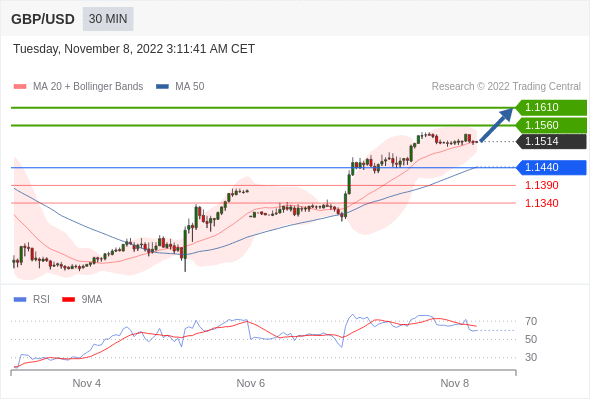 GBP/USD 30 MIN
Tuesday, November 8, 2022 3:11:41 AM CET
MA 20 + Bollinger Bands MA 50 Research © 2022 Trading Central
1.1610
1.1560
1.1514
1.1440
1.1390
1.1340
RSI 9MA
70
50
30
Nov 4 Nov 6 Nov 8